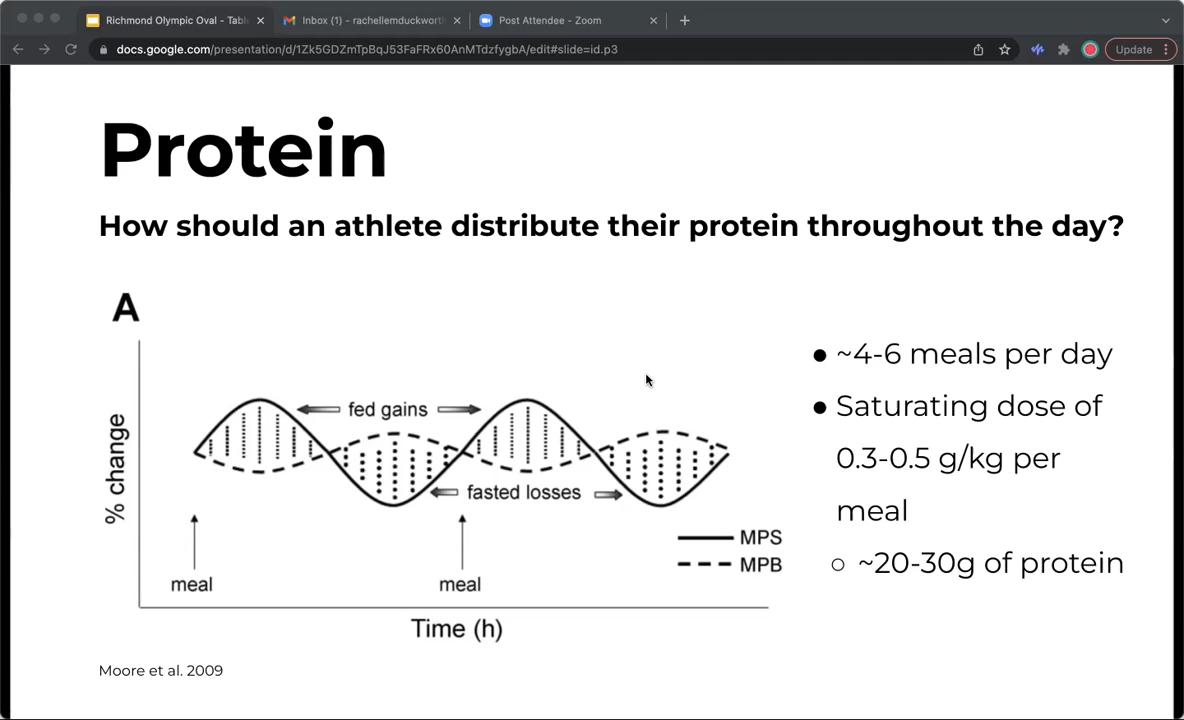 Richmond Olympic Oval - Tabl
Inbox (1) - rachellemduckwort
Post Attendee - Zoom
docs.google.com/presentation/d/1Zk5GDZmTpBqJ53FaFRx60AnMTdzfygbA/edit#slide=id.p3
Update
Protein
How should an athlete distribute their protein throughout the day?
A
fed gains
% change
fasted losses
meal
meal
MPS
MPB
Time (h)
● ~4-6 meals per day
● Saturating dose of
0.3-0.5 g/kg per
meal
○ ~20-30g of protein
Moore et al. 2009